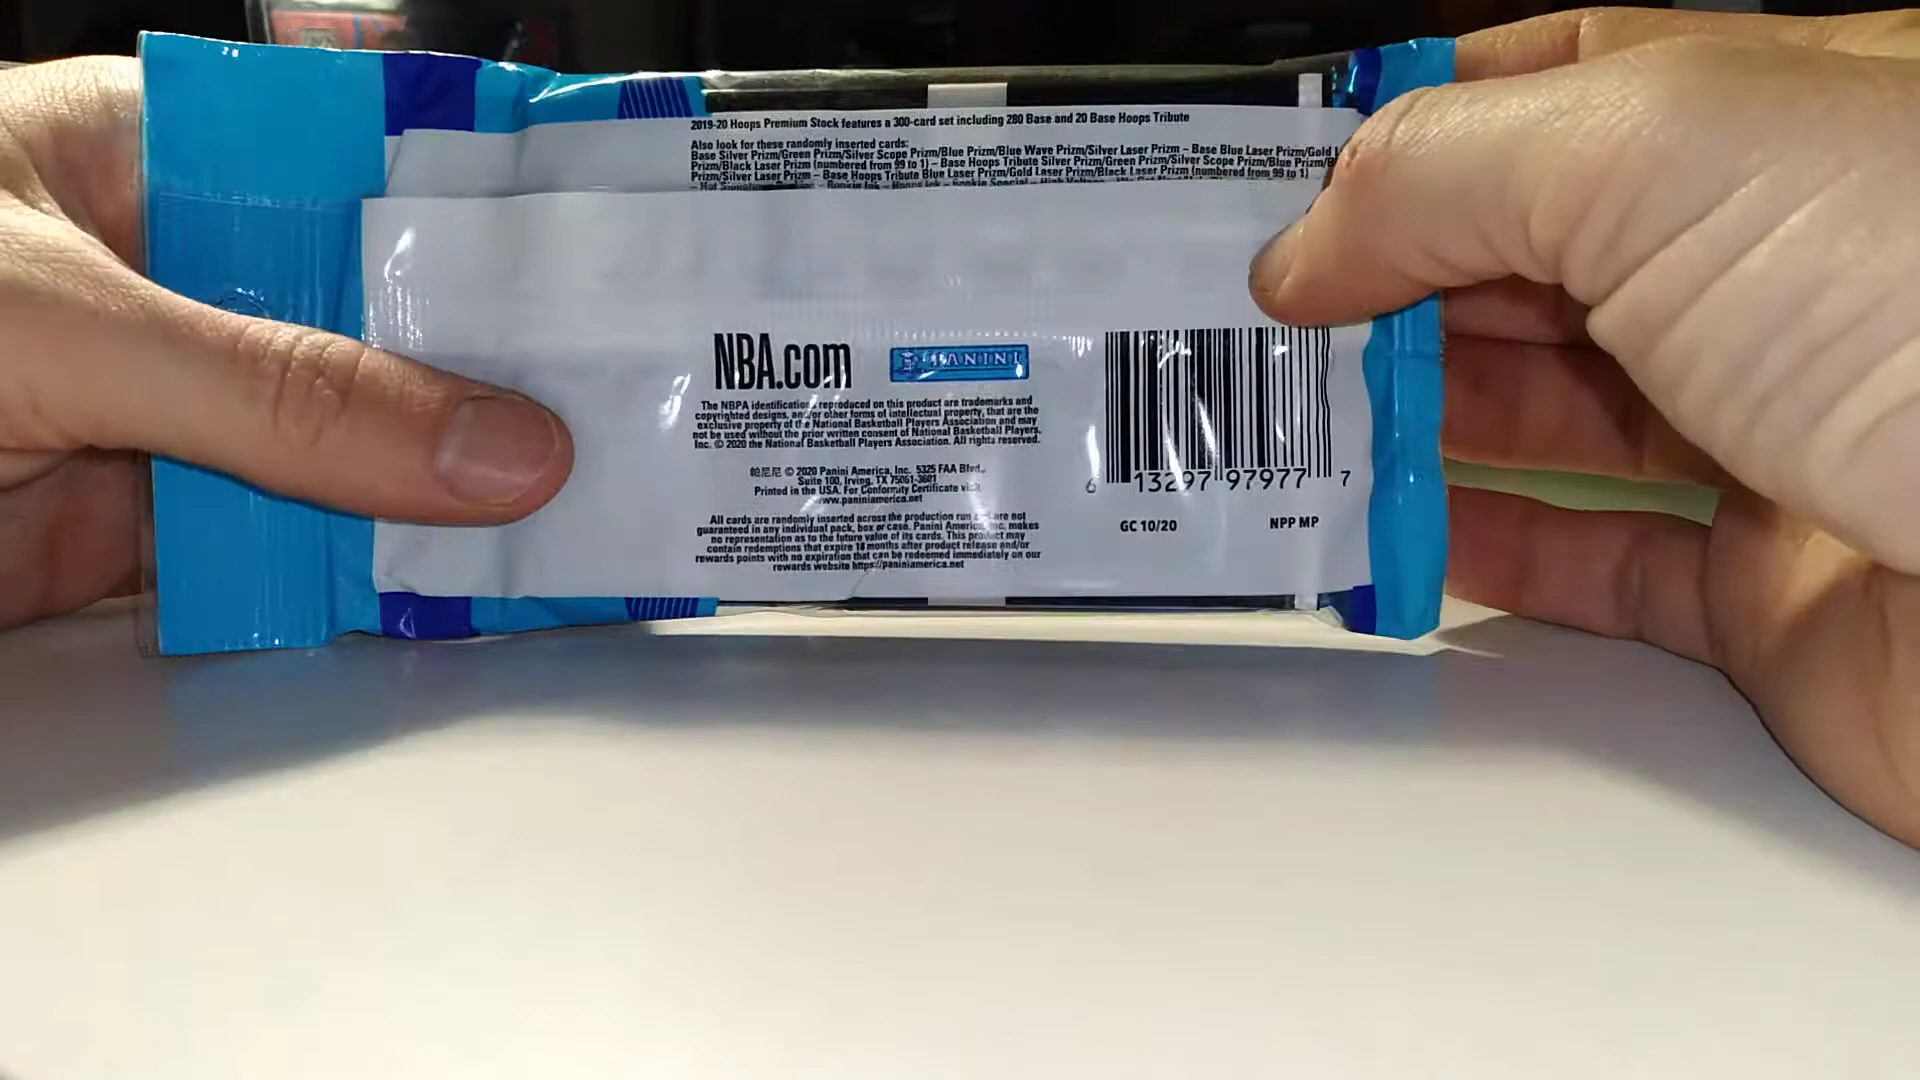 2019-20 Hoops Premium Stock features a 300-card set including 280 Base and 20 Base Hoops Tribute
Also look for these randomly inserted cards:
Base Silver Prizm/Green Prizm/Silver Scope Prizm/Blue Prizm/Blue Wave Prizm/Silver Laser Prizm – Base Blue Laser Prizm/Gold
Prizm/Black Laser Prizm (numbered from 99 to 1) – Base Hoops Tribute Silver Prizm/Green Prizm/Silver Scope Prizm/Blue Prizm/B
Prizm/Silver Laser Prizm – Base Hoops Tribute Blue Laser Prizm/Gold Laser Prizm/Black Laser Prizm (numbered from 99 to 1)
NBA.com
PANINI
The NBPA identifications reproduced on this product are trademarks and
copyrighted designs, and/or other forms of intellectual property, that are the
exclusive property of the National Basketball Players Association and may
not be used without the prior written consent of National Basketball Players,
Inc. © 2020 the National Basketball Players Association. All rights reserved.
帕尼尼 © 2020 Panini America, Inc. 5325 FAA Blvd.,
Suite 100, Irving, TX 75061-3601
Printed in the USA. For Conformity Certificate visit
www.paniniamerica.net
All cards are randomly inserted across the production run are not
guaranteed in any individual pack, box or case. Panini America, Inc. makes
no representation as to the future value of its cards. This product may
contain redemptions that expire 18 months after product release and/or
rewards points with no expiration that can be redeemed immediately on our
rewards website https://paniniamerica.net
6 13297 97977 7
GC 10/20 NPP MP